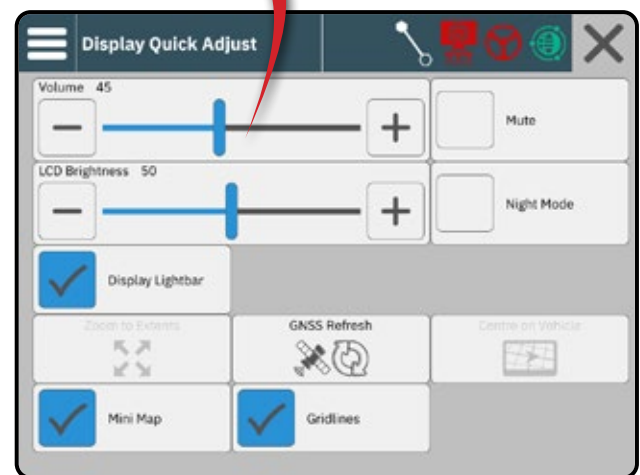 Display Quick Adjust
Volume 45
Mute
LCD Brightness 50
Night Mode
Display Lightbar
Zoom to Extents
GNSS Refresh
Centre on Vehicle
Mini Map
Gridlines